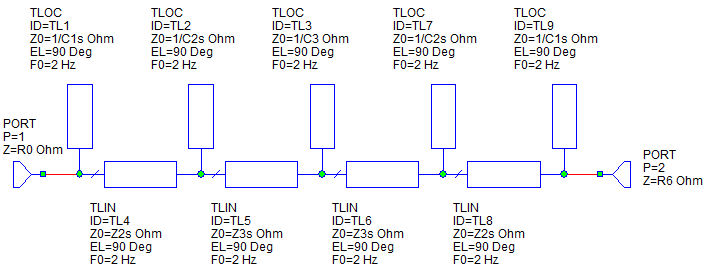 TLOC
ID=TL1
Z0=1/C1s Ohm
EL=90 Deg
F0=2 Hz
TLOC
ID=TL2
Z0=1/C2s Ohm
EL=90 Deg
F0=2 Hz
TLOC
ID=TL3
Z0=1/C3 Ohm
EL=90 Deg
F0=2 Hz
TLOC
ID=TL7
Z0=1/C2s Ohm
EL=90 Deg
F0=2 Hz
TLOC
ID=TL9
Z0=1/C1s Ohm
EL=90 Deg
F0=2 Hz
PORT
P=1
Z=R0 Ohm
PORT
P=2
Z=R6 Ohm
TLIN
ID=TL4
Z0=Z2s Ohm
EL=90 Deg
F0=2 Hz
TLIN
ID=TL5
Z0=Z3s Ohm
EL=90 Deg
F0=2 Hz
TLIN
ID=TL6
Z0=Z3s Ohm
EL=90 Deg
F0=2 Hz
TLIN
ID=TL8
Z0=Z2s Ohm
EL=90 Deg
F0=2 Hz